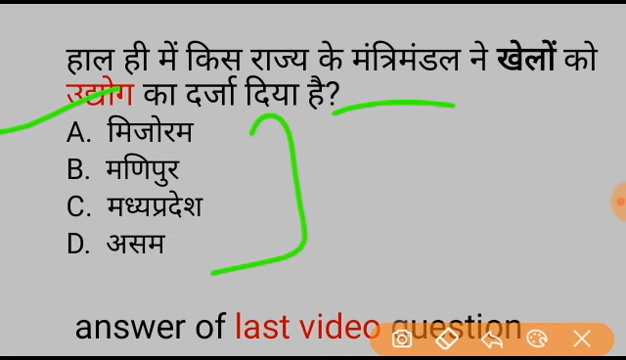 हाल ही में किस राज्य के मंत्रिमंडल ने खेलों को
उद्योग का दर्जा दिया है?
A. मिजोरम
B. मणिपुर
C. मध्यप्रदेश
D. असम
answer of last video question